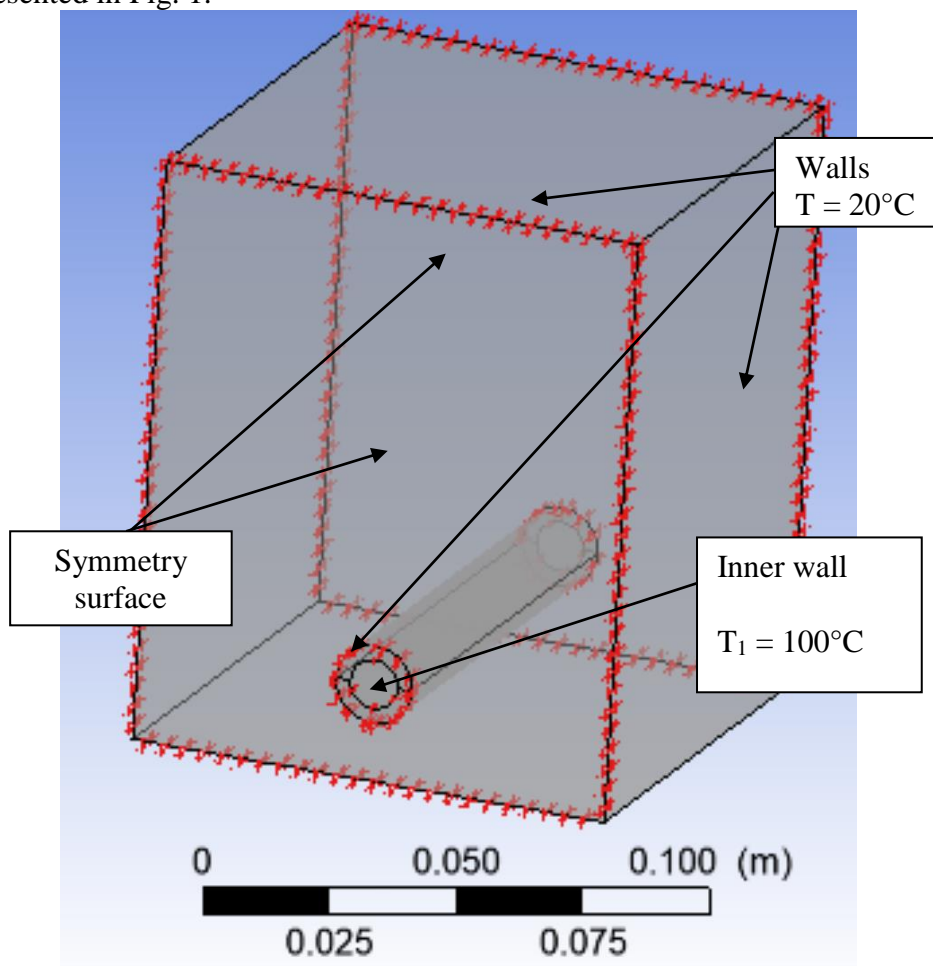 esented in Fig. 1.
Walls
T = 20°C
Symmetry
surface
Inner wall
T₁ = 100°C
0 0.050 0.100 (m)
0.025 0.075